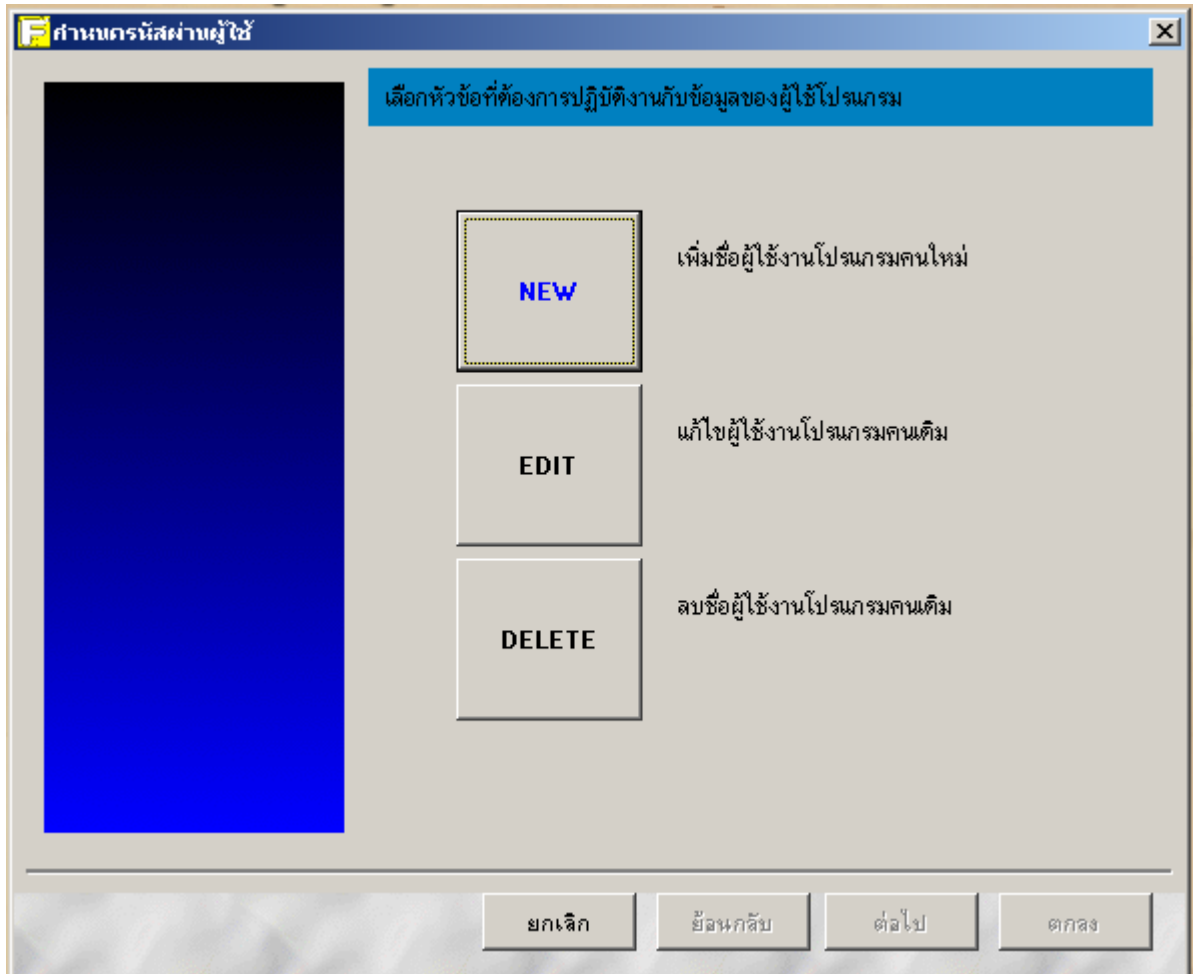 กำหนดรหัสผ่านผู้ใช้
เลือกหัวข้อที่ต้องการปฏิบัติงานกับข้อมูลของผู้ใช้โปรแกรม
NEW
เพิ่มชื่อผู้ใช้งานโปรแกรมคนใหม่
EDIT
แก้ไขผู้ใช้งานโปรแกรมคนเดิม
DELETE
ลบชื่อผู้ใช้งานโปรแกรมคนเดิม
ยกเลิก ย้อนกลับ ต่อไป ตกลง